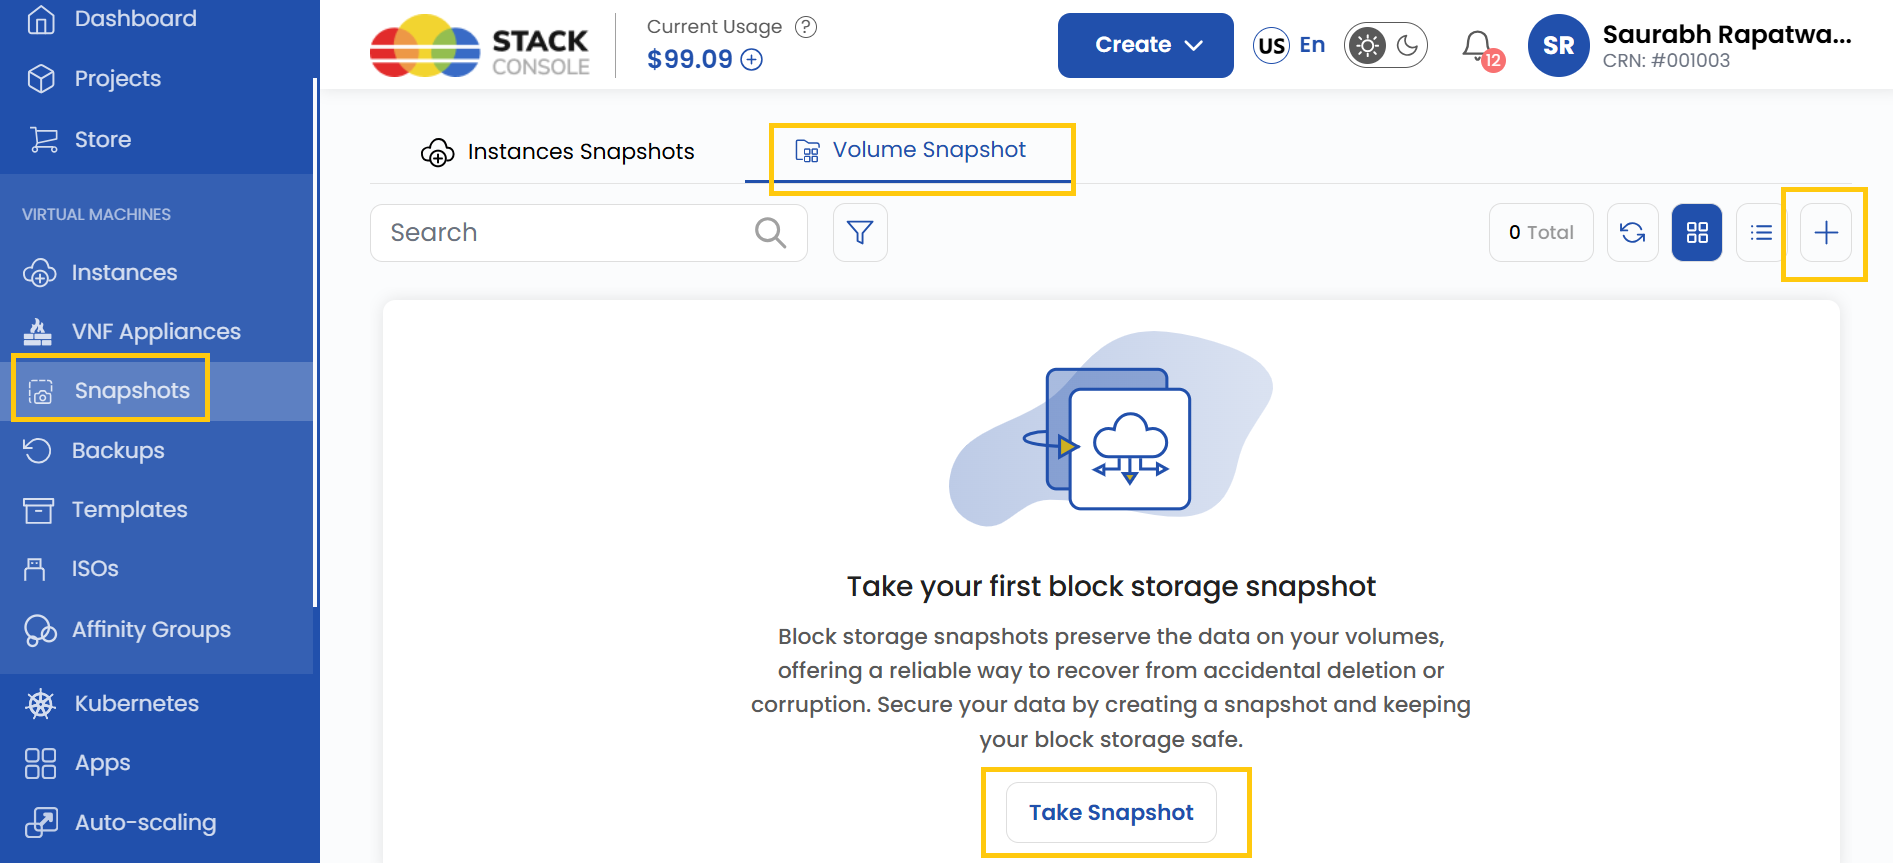 Dashboard
Projects
Store
VIRTUAL MACHINES
Instances
VNF Appliances
Snapshots
Backups
Templates
ISOs
Affinity Groups
Kubernetes
Apps
Auto-scaling
STACK
CONSOLE
Current Usage ?
$99.09
Create
US En
12
SR
Saurabh Rapatwa...
CRN: #001003
Instances Snapshots
Volume Snapshot
Search
0 Total
Take your first block storage snapshot
Block storage snapshots preserve the data on your volumes,
offering a reliable way to recover from accidental deletion or
corruption. Secure your data by creating a snapshot and keeping
your block storage safe.
Take Snapshot